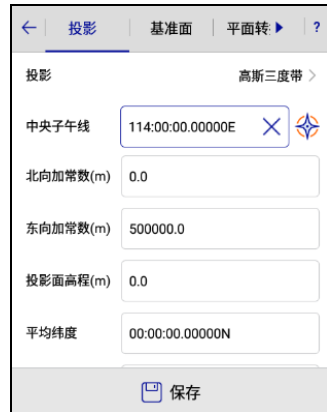 投影 基准面 平面转 ?
投影 高斯三度带
中央子午线 114:00:00.00000E
北向加常数(m) 0.0
东向加常数(m) 500000.0
投影面高程(m) 0.0
平均纬度 00:00:00.00000N
保存